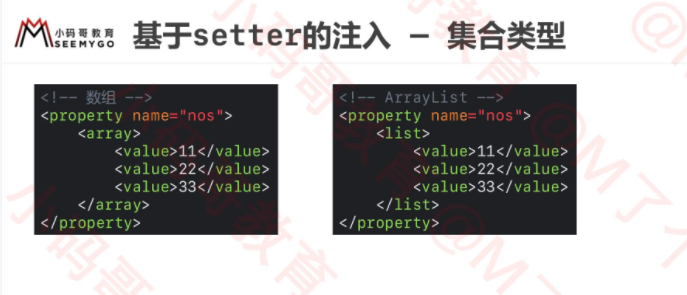 小码哥教育
SEEMYGO
基于setter的注入 – 集合类型
<!-- 数组 -->
<property name="nos">
    <array>
        <value>11</value>
        <value>22</value>
        <value>33</value>
    </array>
</property>
<!-- ArrayList -->
<property name="nos">
    <list>
        <value>11</value>
        <value>22</value>
        <value>33</value>
    </list>
</property>